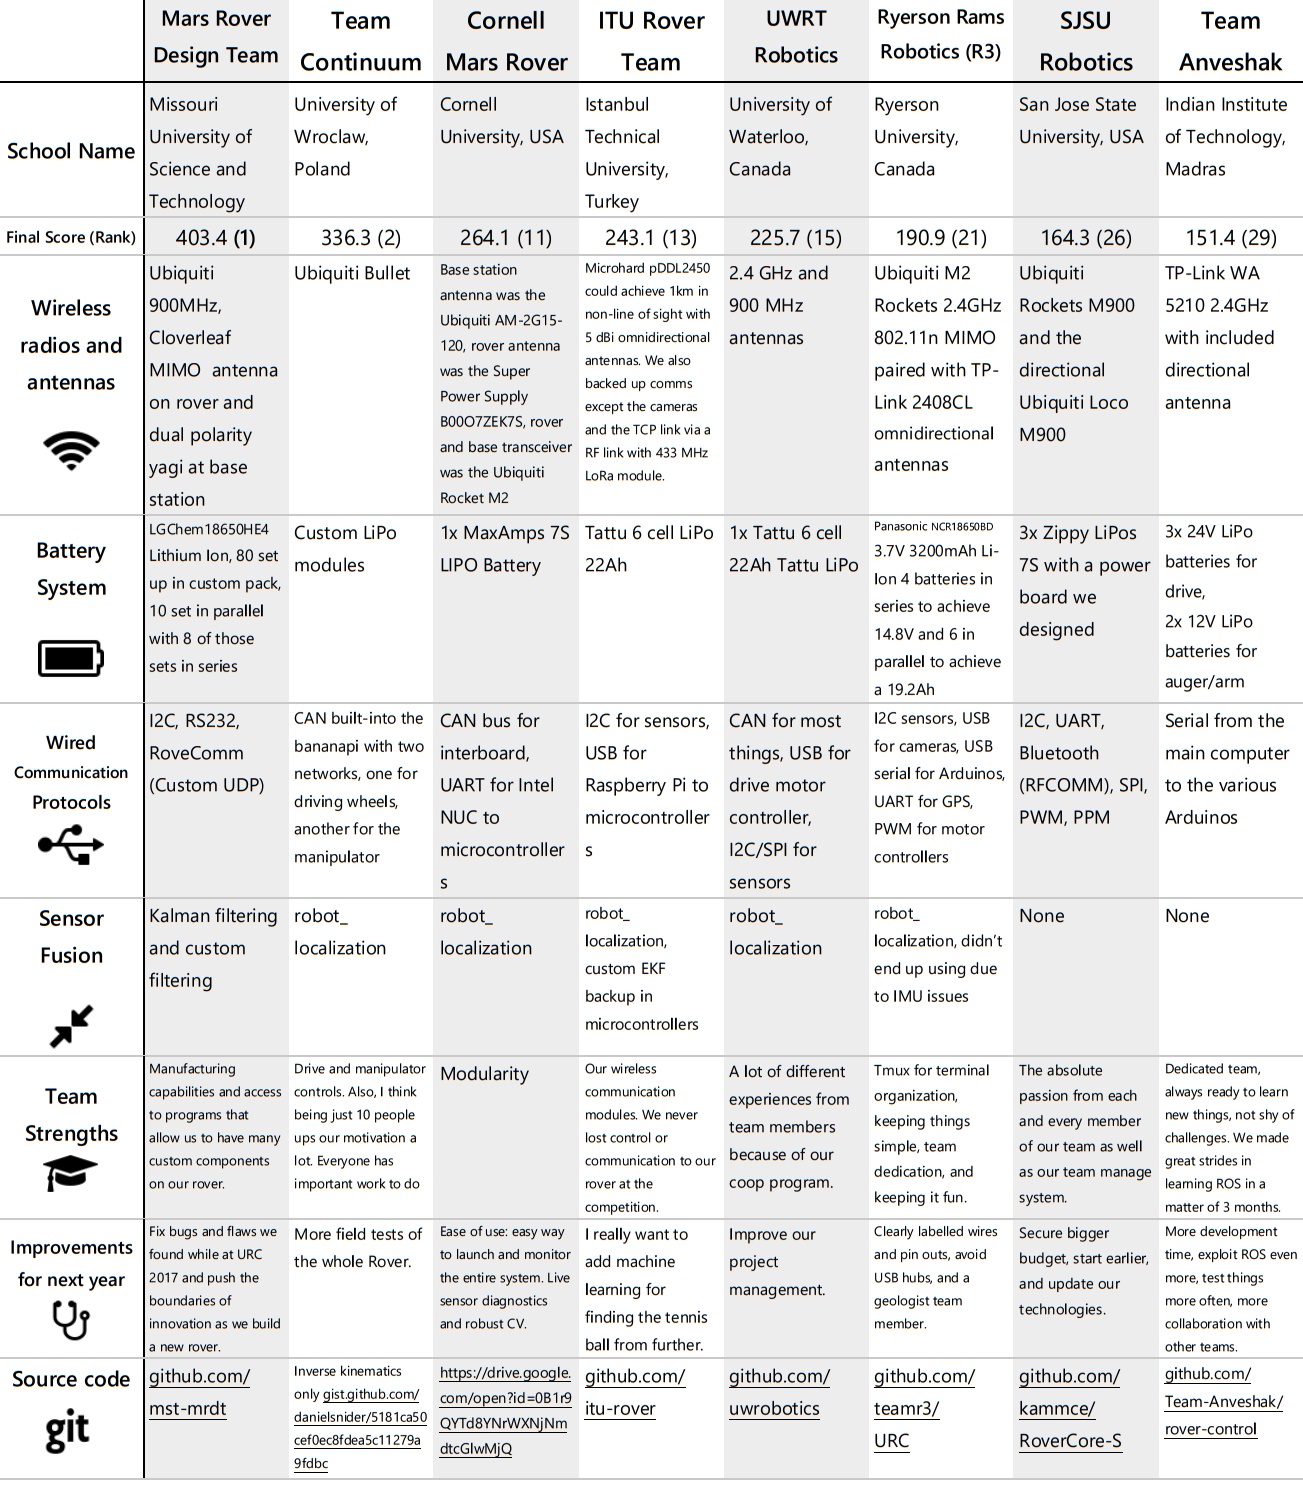 Mars Rover
Design Team
Team
Continuum
Cornell
Mars Rover
ITU Rover
Team
UWRT
Robotics
Ryerson Rams
Robotics (R3)
SJSU
Robotics
Team
Anveshak
School Name
Missouri
University of
Science and
Technology
University of
Wroclaw,
Poland
Cornell
University, USA
Istanbul
Technical
University,
Turkey
University of
Waterloo,
Canada
Ryerson
University,
Canada
San Jose State
University, USA
Indian Institute
of Technology,
Madras
Final Score (Rank)
403.4 (1)
336.3 (2)
264.1 (11)
243.1 (13)
225.7 (15)
190.9 (21)
164.3 (26)
151.4 (29)
Wireless
radios and
antennas
Ubiquiti
900MHz,
Cloverleaf
MIMO antenna
on rover and
dual polarity
yagi at base
station
Ubiquiti Bullet
Base station
antenna was the
Ubiquiti AM-2G15-
120, rover antenna
was the Super
Power Supply
B00O7ZEK7S, rover
and base transceiver
was the Ubiquiti
Rocket M2
Microhard pDDL2450
could achieve 1km in
non-line of sight with
5 dBi omnidirectional
antennas. We also
backed up comms
except the cameras
and the TCP link via a
RF link with 433 MHz
LoRa module.
2.4 GHz and
900 MHz
antennas
Ubiquiti M2
Rockets 2.4GHz
802.11n MIMO
paired with TP-
Link 2408CL
omnidirectional
antennas
Ubiquiti
Rockets M900
and the
directional
Ubiquiti Loco
M900
TP-Link WA
5210 2.4GHz
with included
directional
antenna
Battery
System
LGChem18650HE4
Lithium Ion, 80 set
up in custom pack,
10 set in parallel
with 8 of those
sets in series
Custom LiPo
modules
1x MaxAmps 7S
LIPO Battery
Tattu 6 cell LiPo
22Ah
1x Tattu 6 cell
22Ah Tattu LiPo
Panasonic NCR18650BD
3.7V 3200mAh Li-
Ion 4 batteries in
series to achieve
14.8V and 6 in
parallel to achieve
a 19.2Ah
3x Zippy LiPos
7S with a power
board we
designed
3x 24V LiPo
batteries for
drive,
2x 12V LiPo
batteries for
auger/arm
Wired
Communication
Protocols
I2C, RS232,
RoveComm
(Custom UDP)
CAN built-into the
bananapi with two
networks, one for
driving wheels,
another for the
manipulator
CAN bus for
interboard,
UART for Intel
NUC to
microcontroller
s
I2C for sensors,
USB for
Raspberry Pi to
microcontroller
s
CAN for most
things, USB for
drive motor
controller,
I2C/SPI for
sensors
I2C sensors, USB
for cameras, USB
serial for Arduinos,
UART for GPS,
PWM for motor
controllers
I2C, UART,
Bluetooth
(RFCOMM), SPI,
PWM, PPM
Serial from the
main computer
to the various
Arduinos
Sensor
Fusion
Kalman filtering
and custom
filtering
robot_
localization
robot_
localization
robot_
localization,
custom EKF
backup in
microcontrollers
robot_
localization
robot_
localization, didn't
end up using due
to IMU issues
None
None
Team
Strengths
Manufacturing
capabilities and access
to programs that
allow us to have many
custom components
on our rover.
Drive and manipulator
controls. Also, I think
being just 10 people
ups our motivation a
lot. Everyone has
important work to do
Modularity
Our wireless
communication
modules. We never
lost control or
communication to our
rover at the
competition.
A lot of different
experiences from
team members
because of our
coop program.
Tmux for terminal
organization,
keeping things
simple, team
dedication, and
keeping it fun.
The absolute
passion from each
and every member
of our team as well
as our team manage
system.
Dedicated team,
always ready to learn
new things, not shy of
challenges. We made
great strides in
learning ROS in a
matter of 3 months.
Improvements
for next year
Fix bugs and flaws we
found while at URC
2017 and push the
boundaries of
innovation as we build
a new rover.
More field tests of
the whole Rover.
Ease of use: easy way
to launch and monitor
the entire system. Live
sensor diagnostics
and robust CV.
I really want to
add machine
learning for
finding the tennis
ball from further.
Improve our
project
management.
Clearly labelled wires
and pin outs, avoid
USB hubs, and a
geologist team
member.
Secure bigger
budget, start earlier,
and update our
technologies.
More development
time, exploit ROS even
more, test things
more often, more
collaboration with
other teams.
Source code
git
github.com/
mst-mrdt
Inverse kinematics
only gist.github.com/
danielsnider/5181ca50
cef0ec8fdea5c11279a
9fdbc
https://drive.google.
com/open?id=0B1r9
QYTd8YNrWXNjNm
dtcGlwMjQ
github.com/
itu-rover
github.com/
uwrobotics
github.com/
teamr3/
URC
github.com/
kammce/
RoverCore-S
github.com/
Team-Anveshak/
rover-control